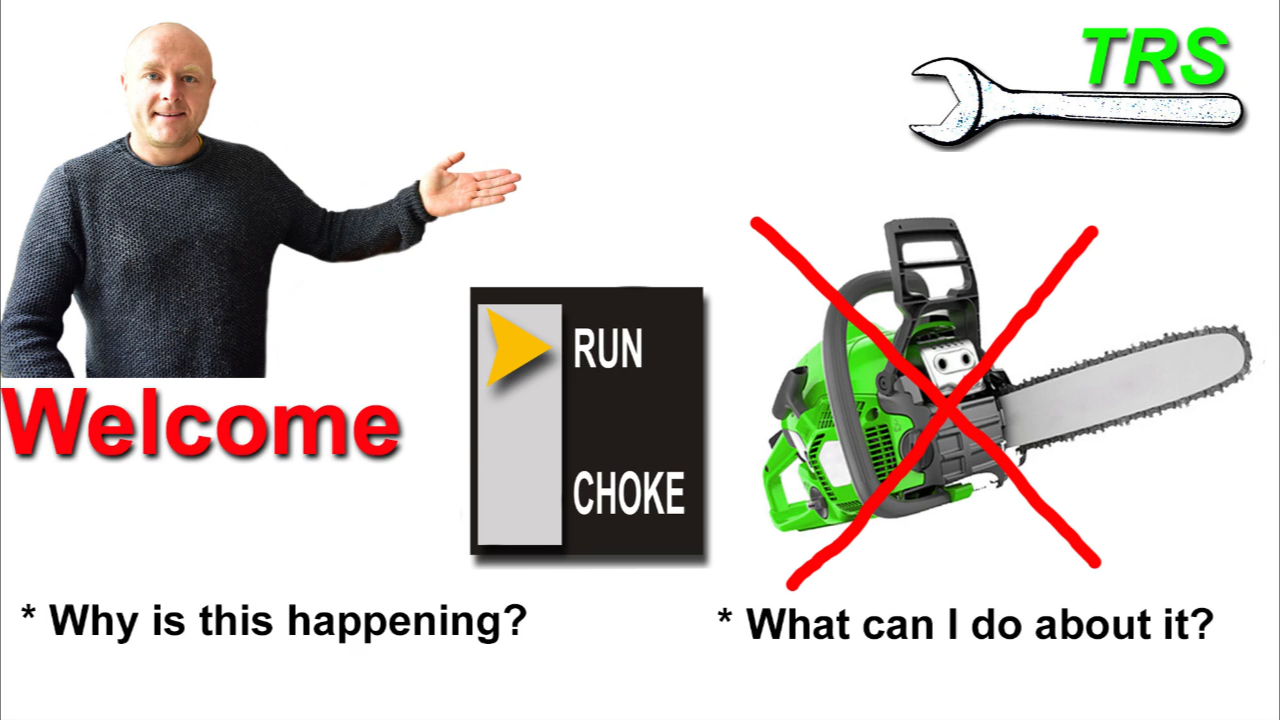 TRS
RUN
CHOKE
Welcome
* Why is this happening?
* What can I do about it?